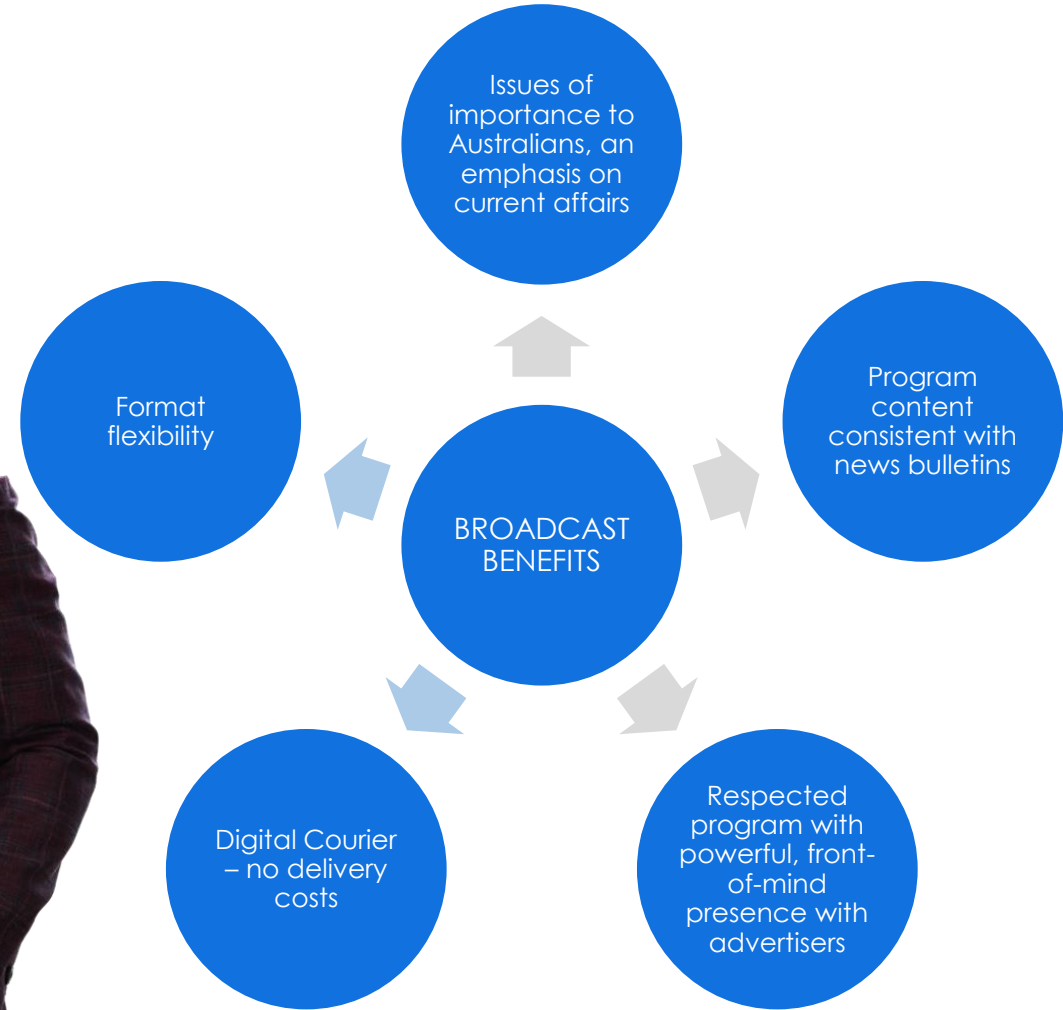 Issues of
importance to
Australians, an
emphasis on
current affairs
Program
content
consistent with
news bulletins
Format
flexibility
BROADCAST
BENEFITS
Respected
program with
powerful, front-
of-mind
presence with
advertisers
Digital Courier
– no delivery
costs